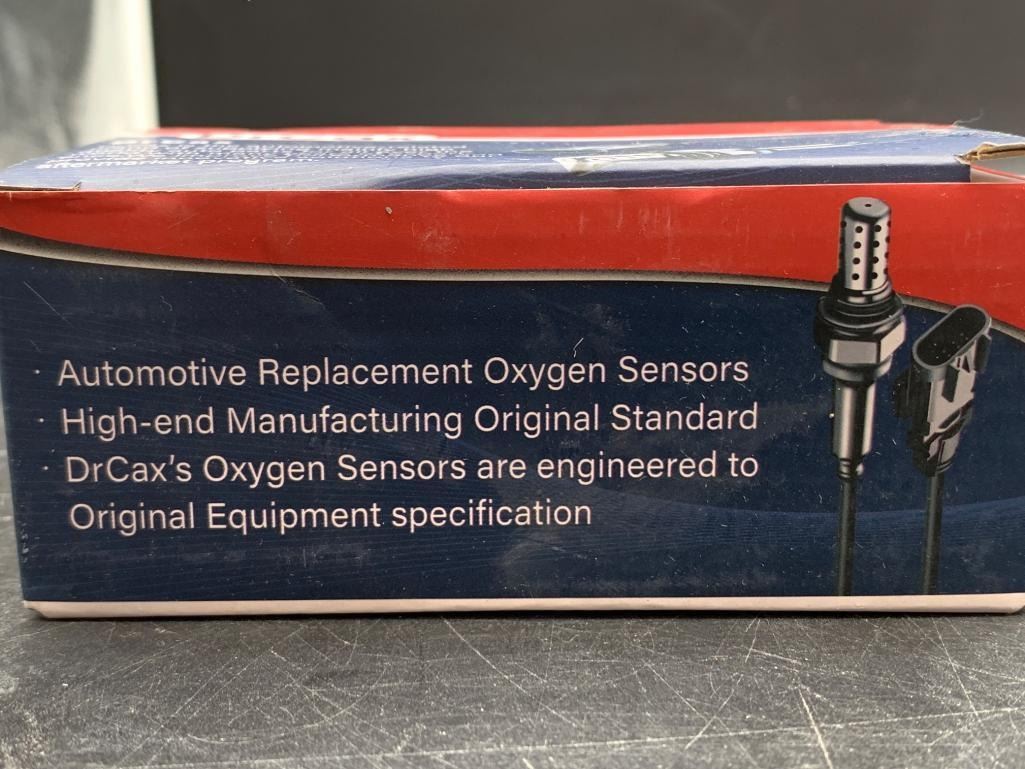 · Automotive Replacement Oxygen Sensors
· High-end Manufacturing Original Standard
· DrCax's Oxygen Sensors are engineered to
Original Equipment specification